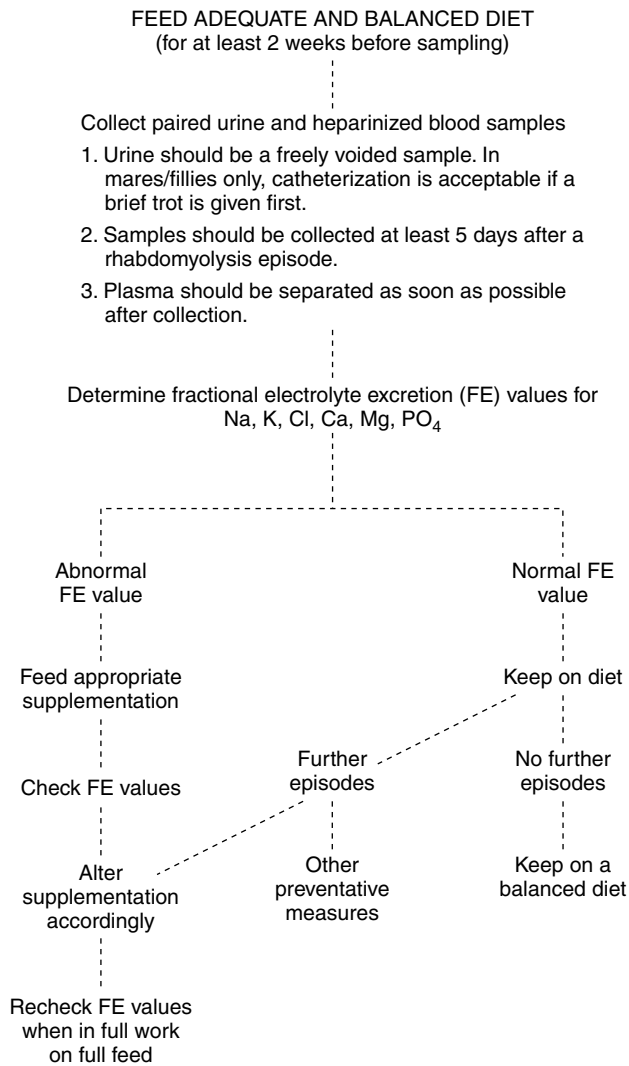 FEED ADEQUATE AND BALANCED DIET
(for at least 2 weeks before sampling)
Collect paired urine and heparinized blood samples
1. Urine should be a freely voided sample. In
mares/fillies only, catheterization is acceptable if a
brief trot is given first.
2. Samples should be collected at least 5 days after a
rhabdomyolysis episode.
3. Plasma should be separated as soon as possible
after collection.
Determine fractional electrolyte excretion (FE) values for
Na, K, Cl, Ca, Mg, PO4
Abnormal
FE value
Normal FE
value
Feed appropriate
supplementation
Keep on diet
Check FE values
Further
episodes
No further
episodes
Alter
supplementation
accordingly
Other
preventative
measures
Keep on a
balanced diet
Recheck FE values
when in full work
on full feed